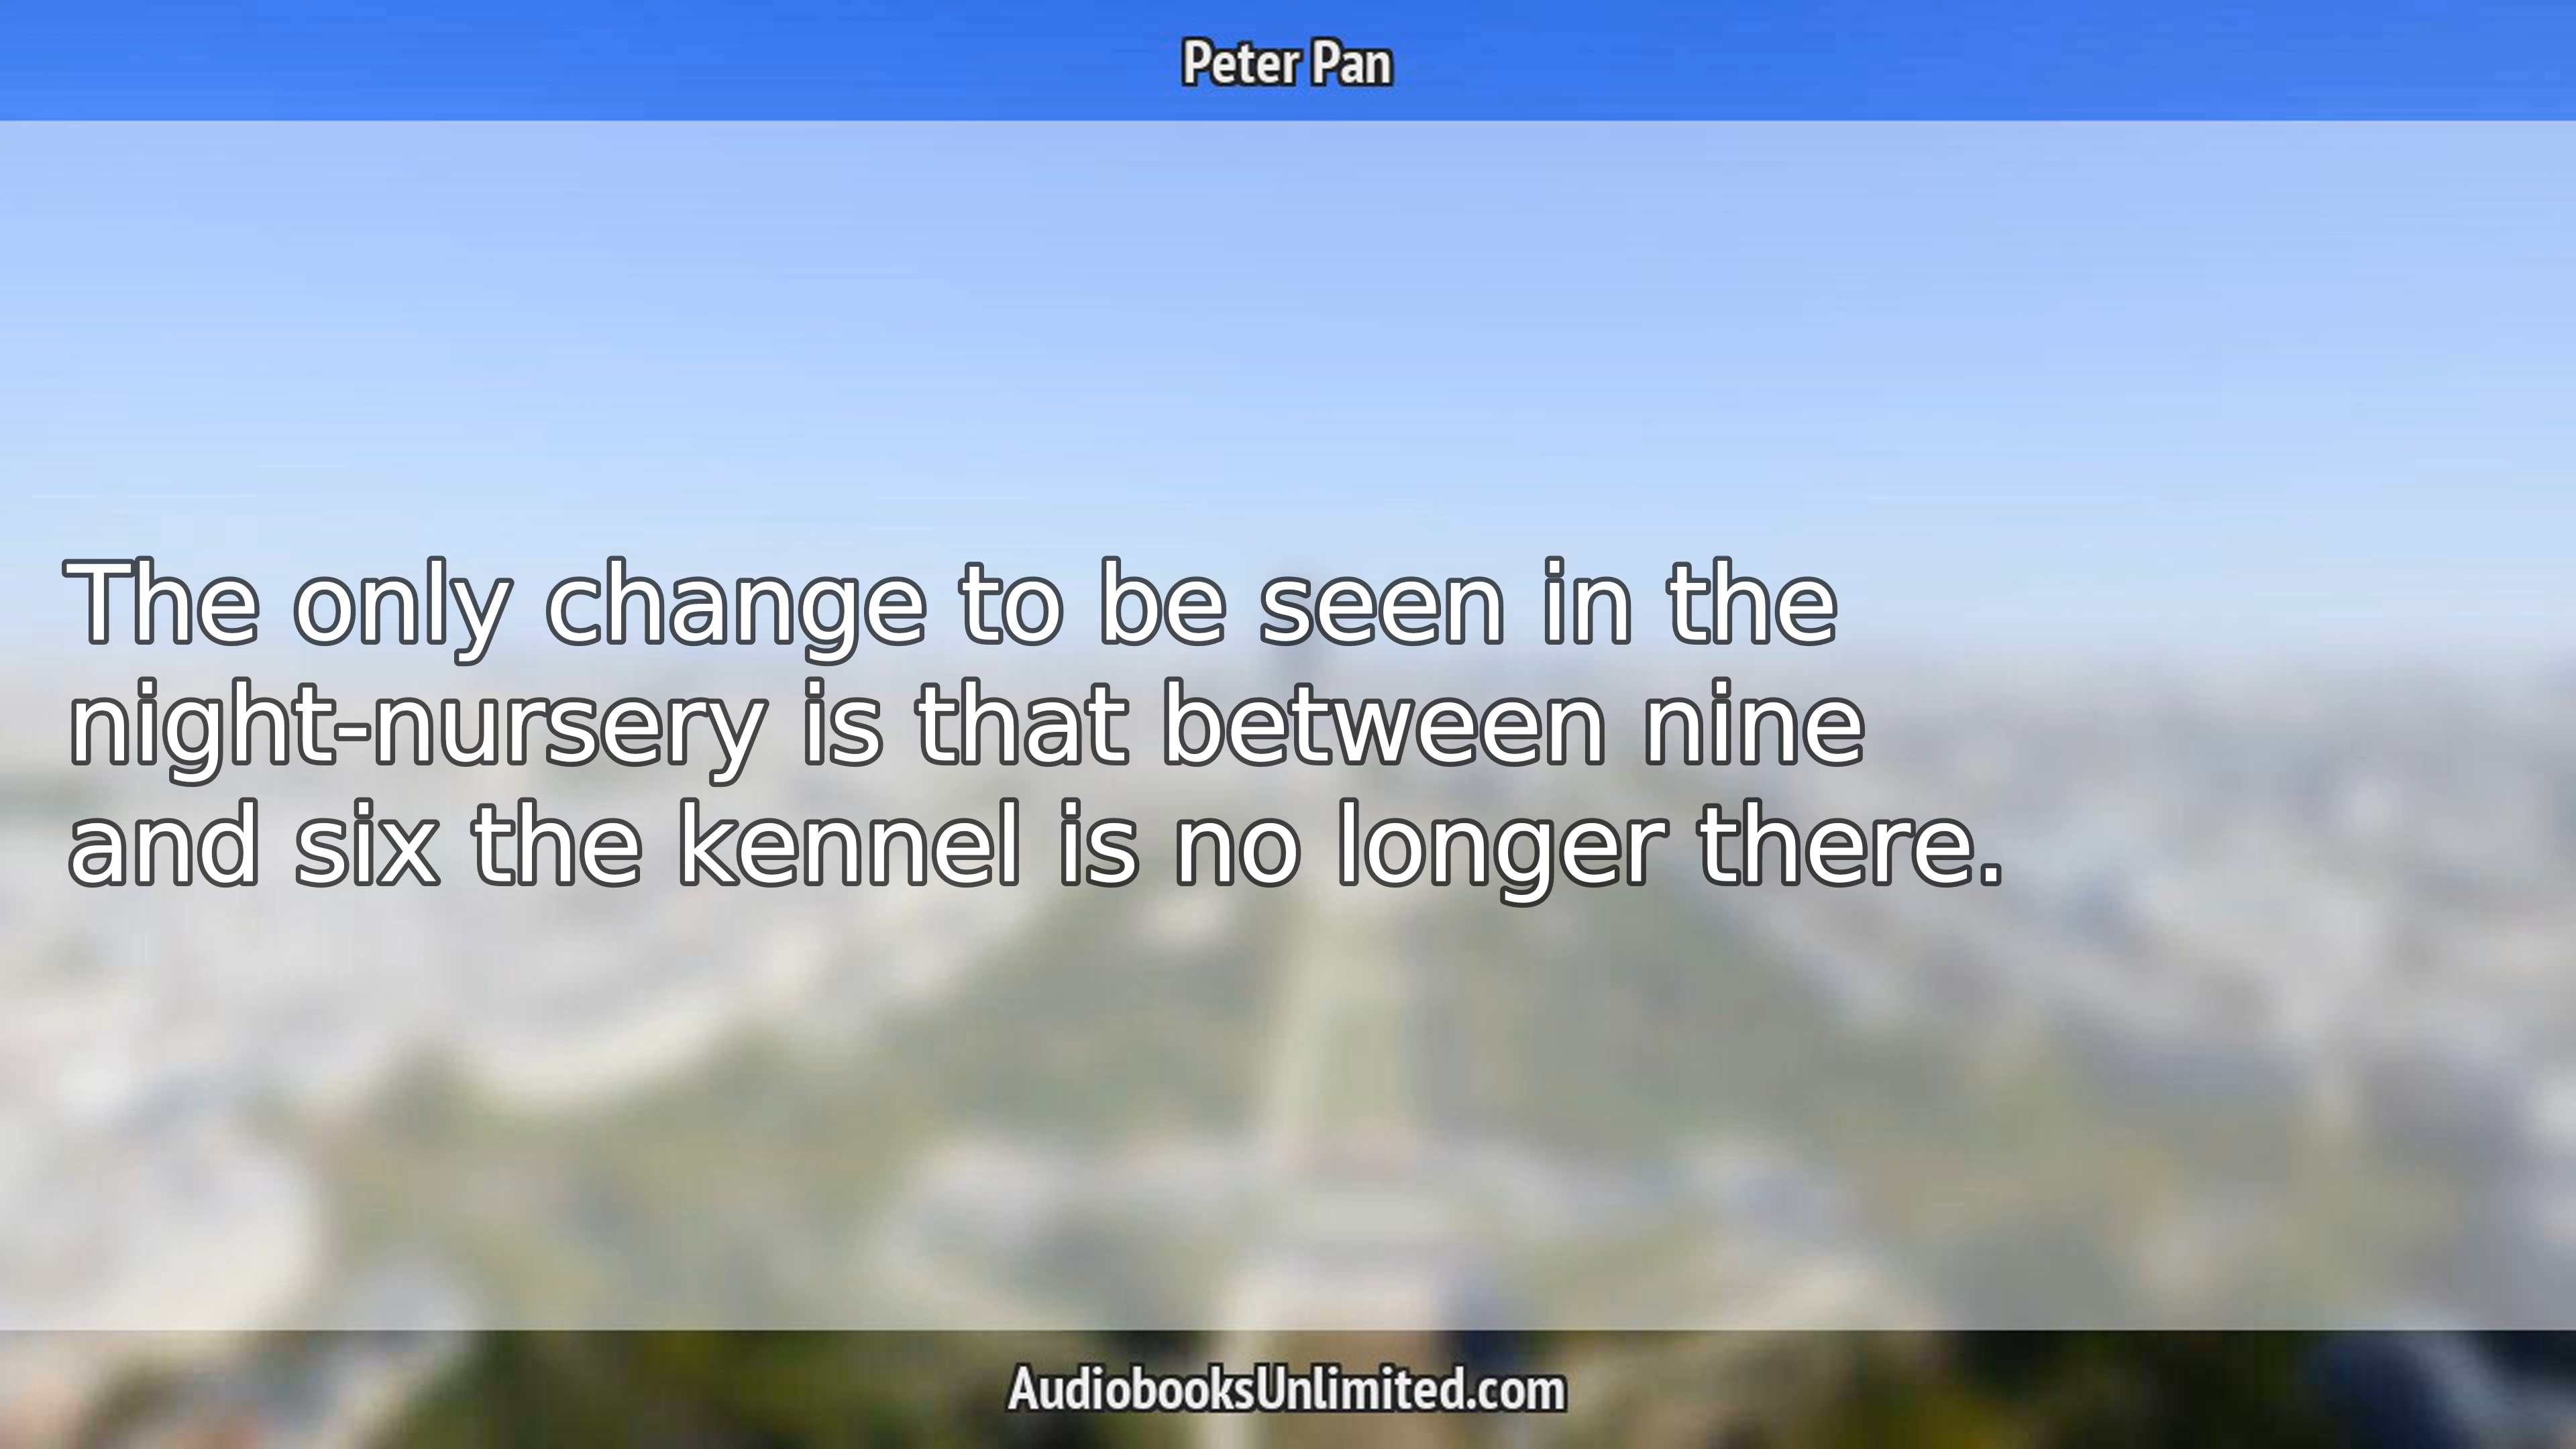 Peter Pan
The only change to be seen in the
night-nursery is that between nine
and six the kennel is no longer there.
AudiobooksUnlimited.com